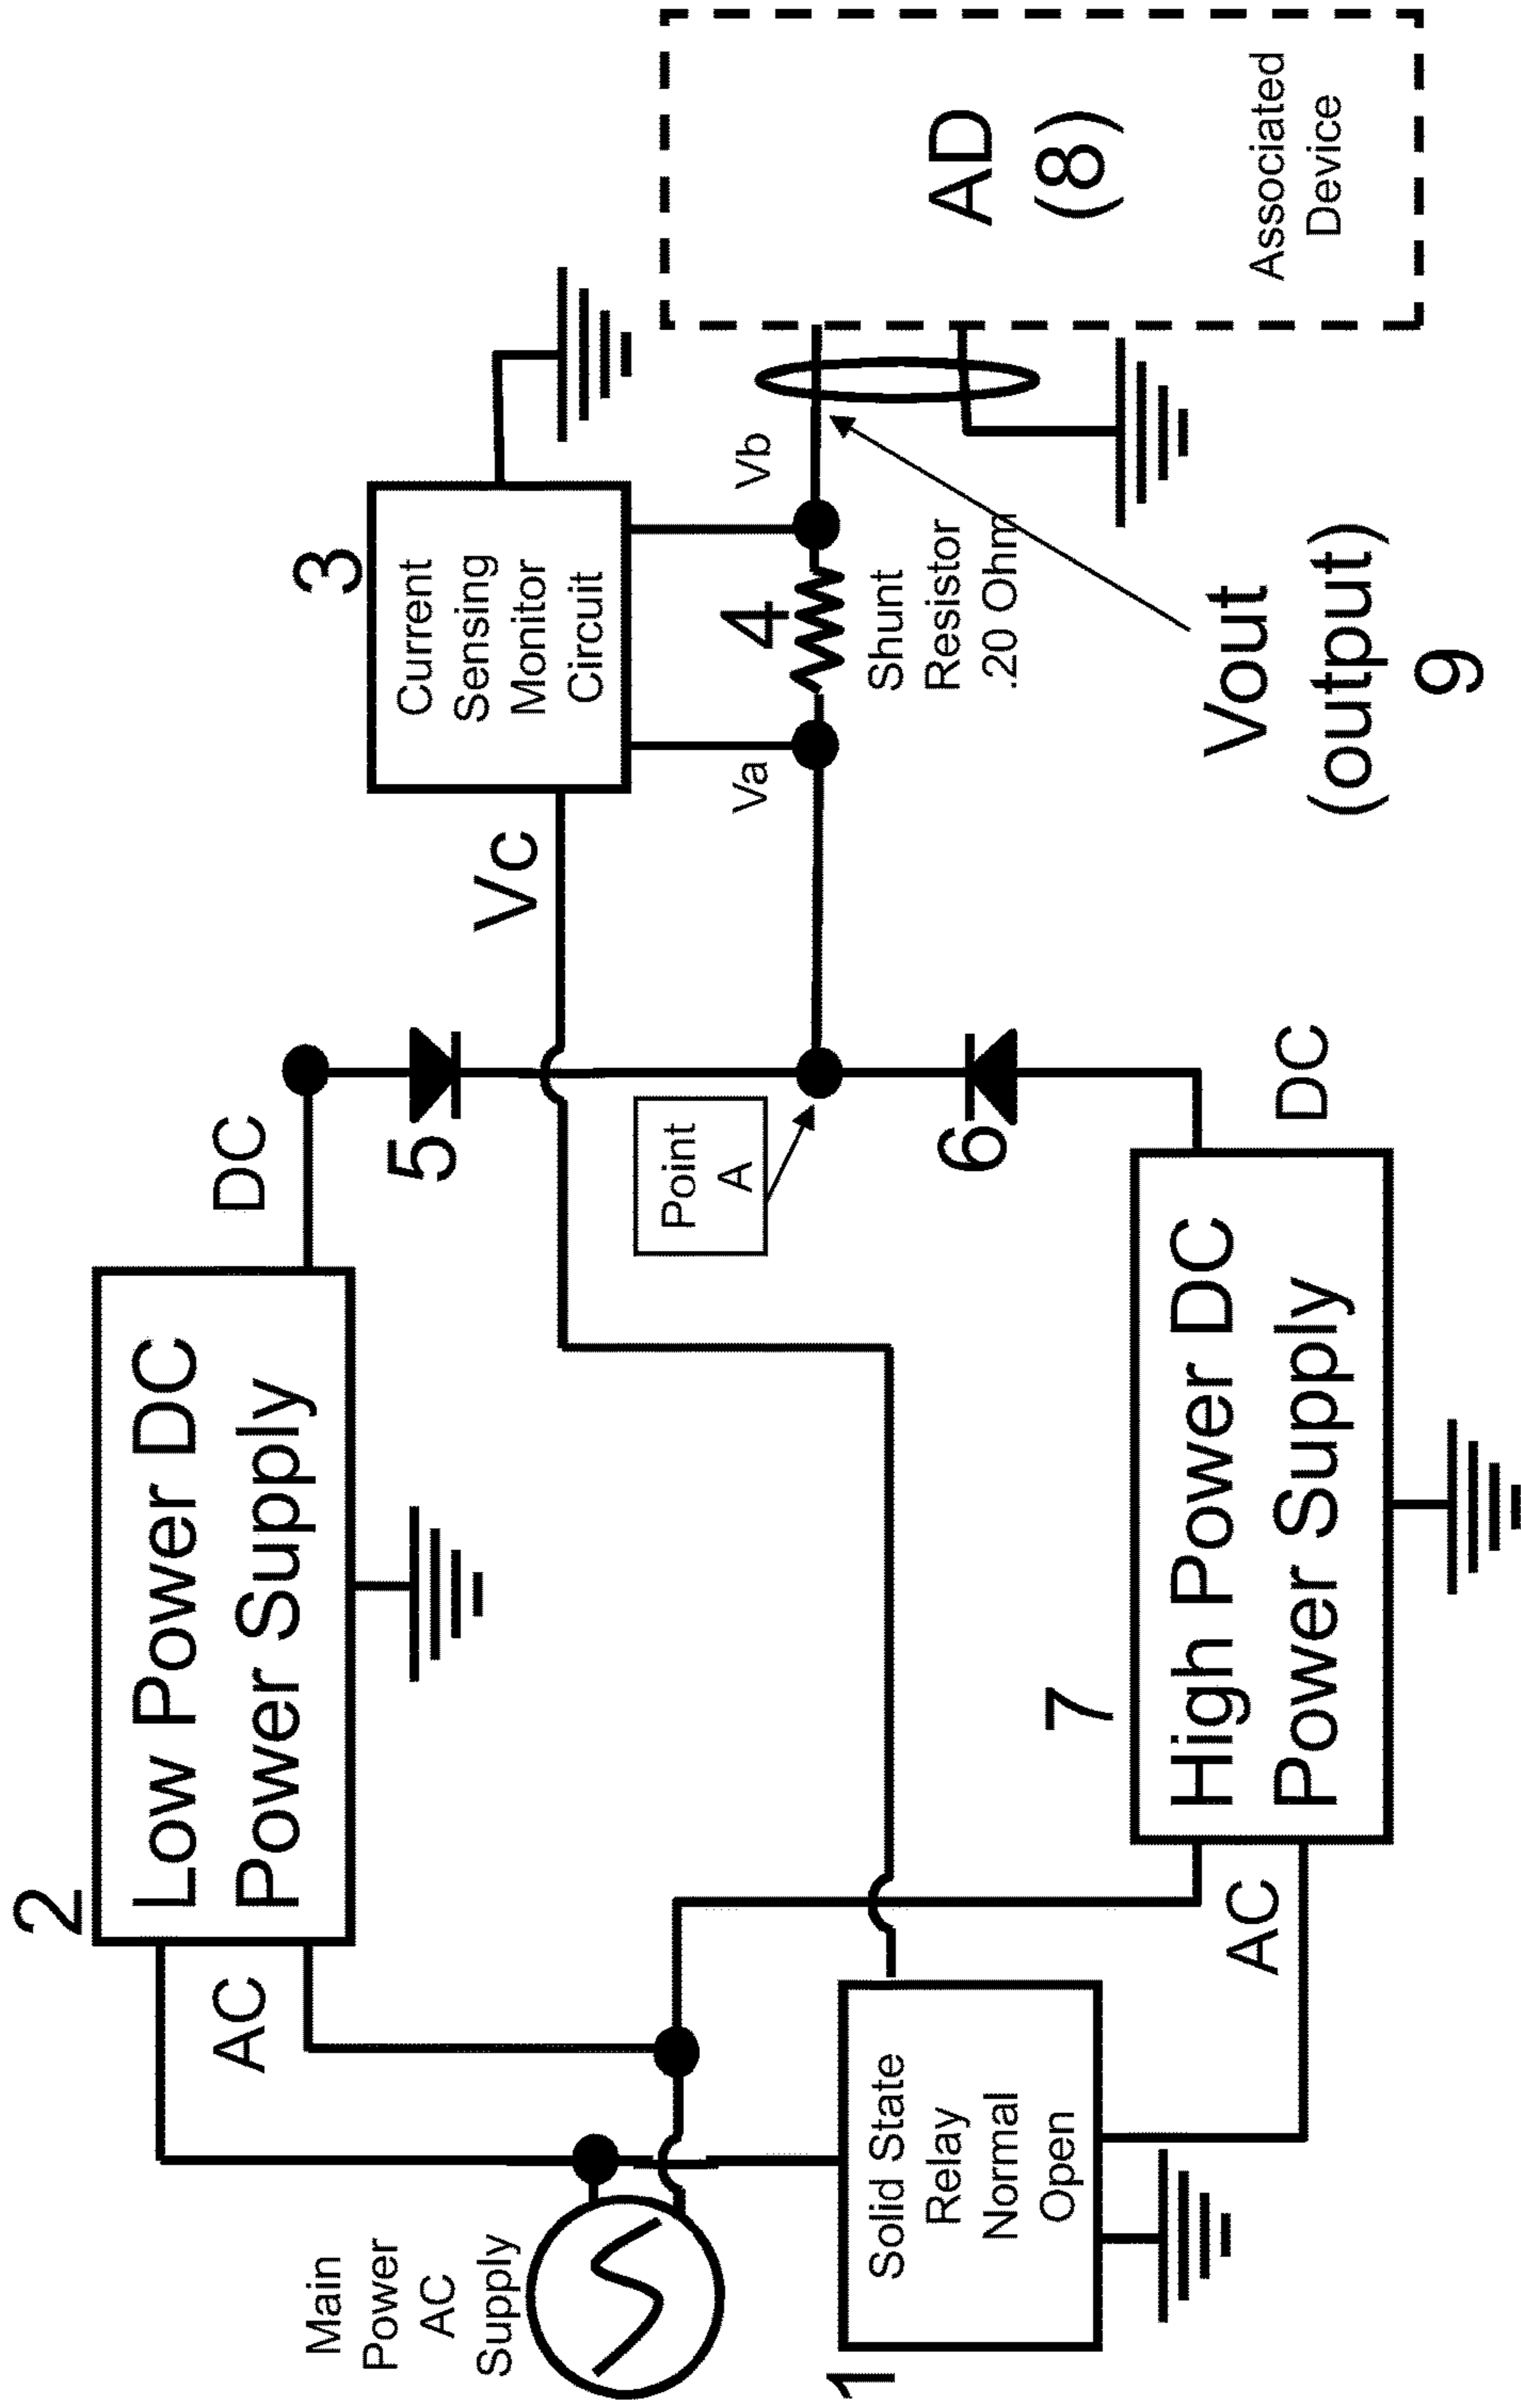 2
Low Power DC
Power Supply
AC
DC
5
Vc
3
Current
Sensing
Monitor
Circuit
Main
Power
AC
Supply
Point
A
Va
4
Vb
Shunt
Resistor
.20 Ohm
AD
(8)
Associated
Device
1
Solid State
Relay
Normal
Open
AC
7
High Power DC
Power Supply
6
DC
Vout
(output)
9